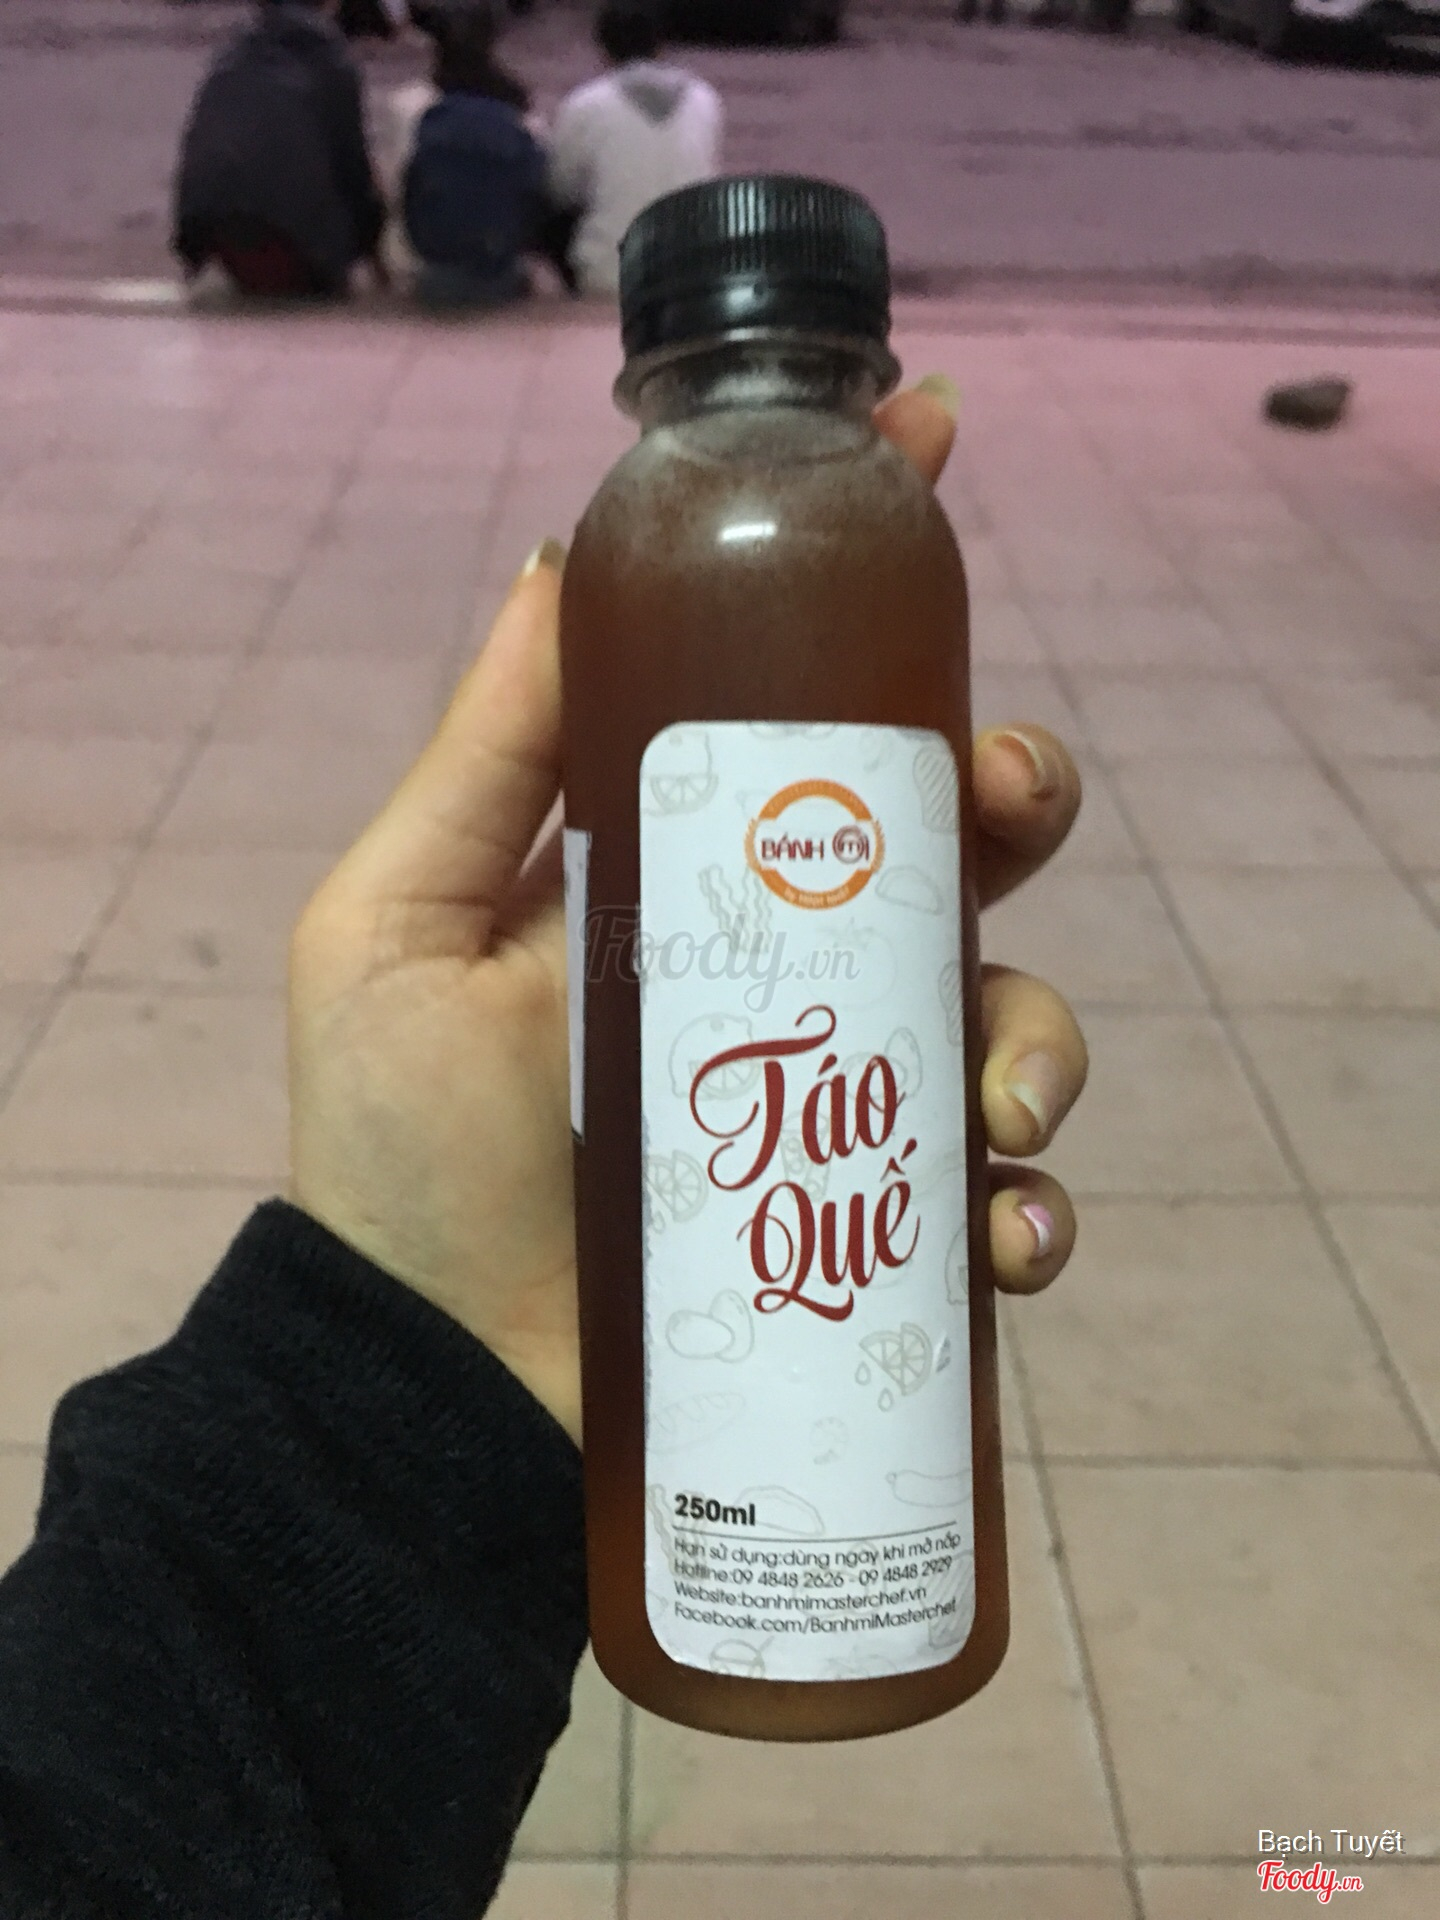 BÁNH MI
Foody.vn
Táo
Quế
250ml
Hạn sử dụng:dùng ngay khi mở nắp
Hotline:09 4848 2626 - 09 4848 2929
Website:banhmimasterchef.vn
Facebook.com/BanhmiMasterchef
Bạch Tuyết
Foody.vn